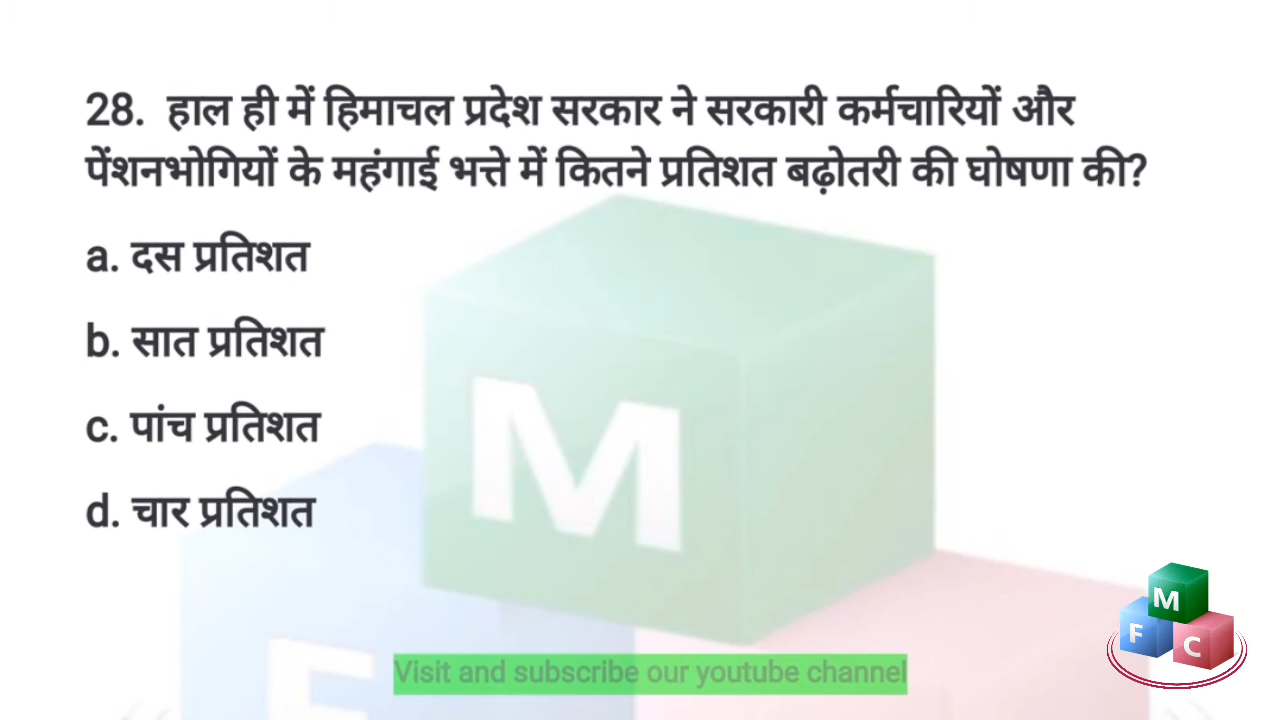 28. हाल ही में हिमाचल प्रदेश सरकार ने सरकारी कर्मचारियों और
पेंशनभोगियों के महंगाई भत्ते में कितने प्रतिशत बढ़ोतरी की घोषणा की?
a. दस प्रतिशत
b. सात प्रतिशत
c. पांच प्रतिशत
d. चार प्रतिशत
M
F
M
F
C
Visit and subscribe our youtube channel